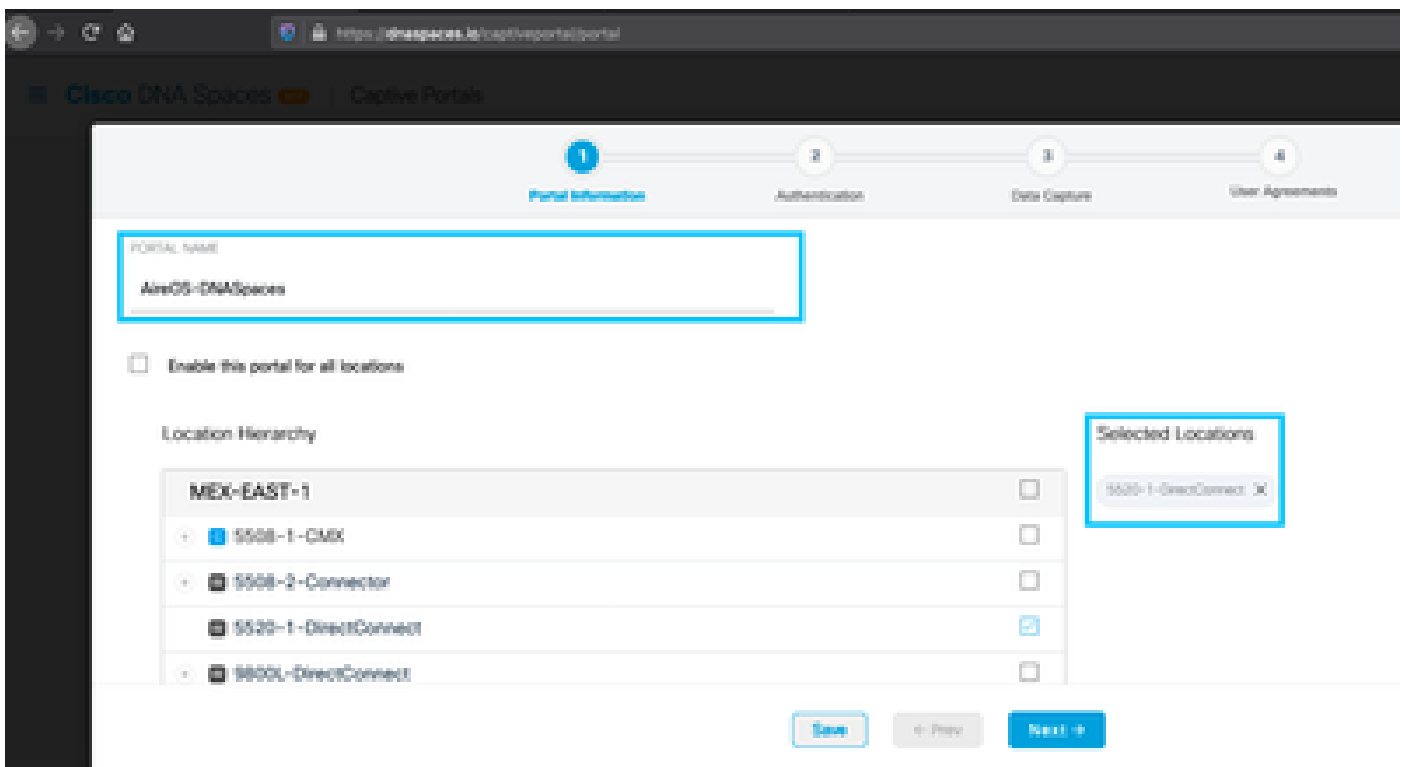 https://dnaspaces.io/captiveportal/portal
Cisco DNA Spaces Captive Portals
1 2 3 4
Portal Information Authentication Data Capture User Agreements
PORTAL NAME
AireOS-DNASpaces
Enable this portal for all locations
Location Hierarchy Selected Locations
MEX-EAST-1 5520-1-DirectConnect X
+ 5508-1-CMX
+ 5508-2-Connector
5520-1-DirectConnect
+ 9800L-DirectConnect
Save ← Prev Next →